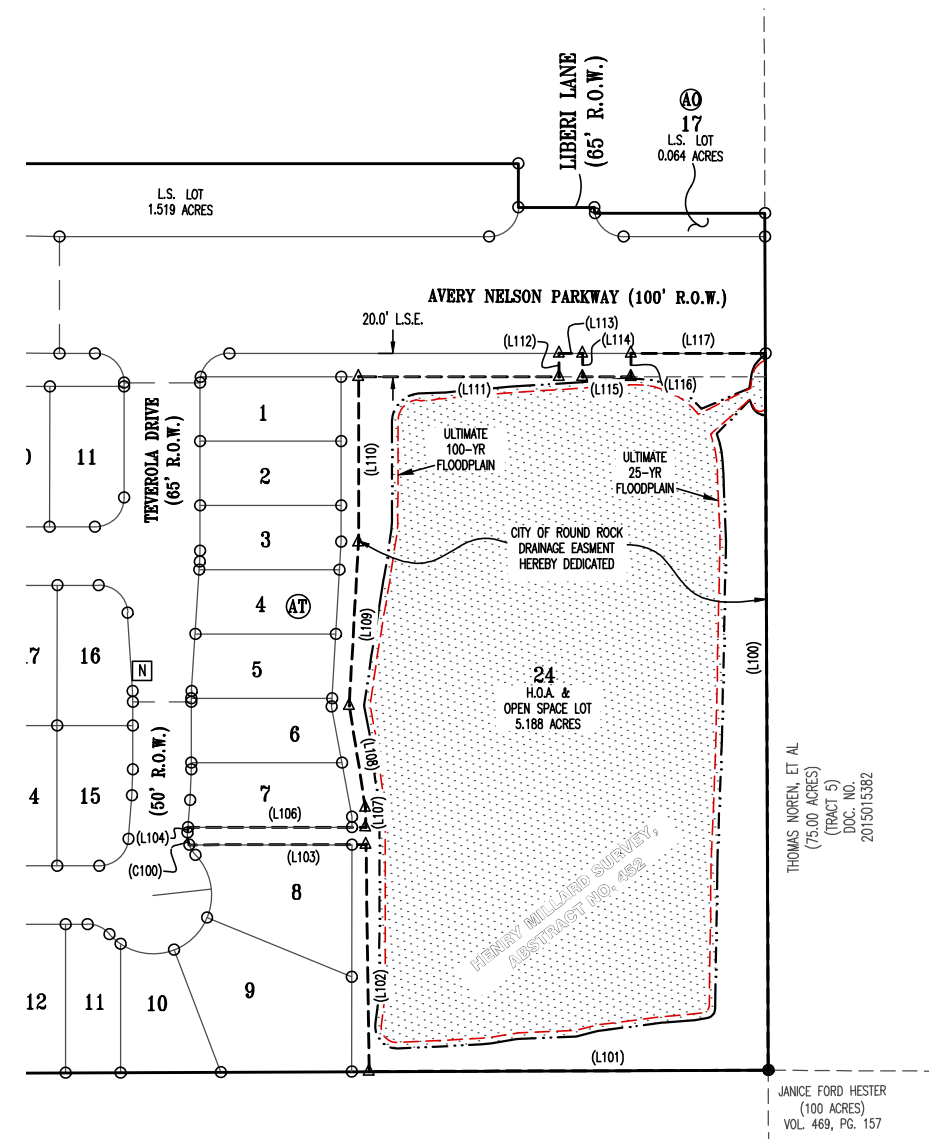 LIBERI LANE
(65' R.O.W.)
AO
17
L.S. LOT
0.064 ACRES
L.S. LOT
1.519 ACRES
AVERY NELSON PARKWAY (100' R.O.W.)
20.0' L.S.E.
(L112)
(L113)
(L114)
(L117)
(L111)
(L115)
(L116)
TEVEROLA DRIVE
(65' R.O.W.)
11
1
2
3
4
AT
5
6
7
(L110)
ULTIMATE
100-YR
FLOODPLAIN
ULTIMATE
25-YR
FLOODPLAIN
CITY OF ROUND ROCK
DRAINAGE EASMENT
HEREBY DEDICATED
(L109)
(L100)
16
N
24
H.O.A. &
OPEN SPACE LOT
5.188 ACRES
(L108)
(50' R.O.W.)
4
15
(L107)
(L106)
(L104)
(L103)
(C100)
8
THOMAS NOREN, ET AL
(75.00 ACRES)
(TRACT 5)
DOC. NO.
2015015382
HENRY MILLARD SURVEY,
ABSTRACT NO. 452
(L102)
12
11
10
9
(L101)
JANICE FORD HESTER
(100 ACRES)
VOL. 469, PG. 157